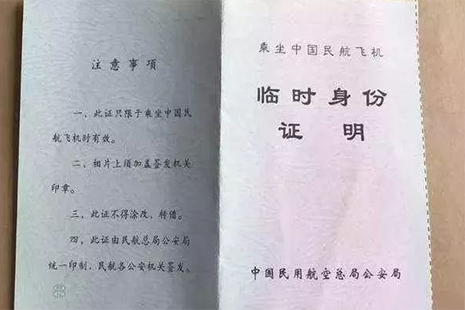 注意事项
一、此证只限于乘坐中国民
航飞机时有效。
二、相片上须加盖签发机关
印章。
三、此证不得涂改、转借。
四、此证由民航总局公安局
统一印制，民航各公安机关签发。
乘坐中国民航飞机
临时身份
证明
中国民用航空总局公安局